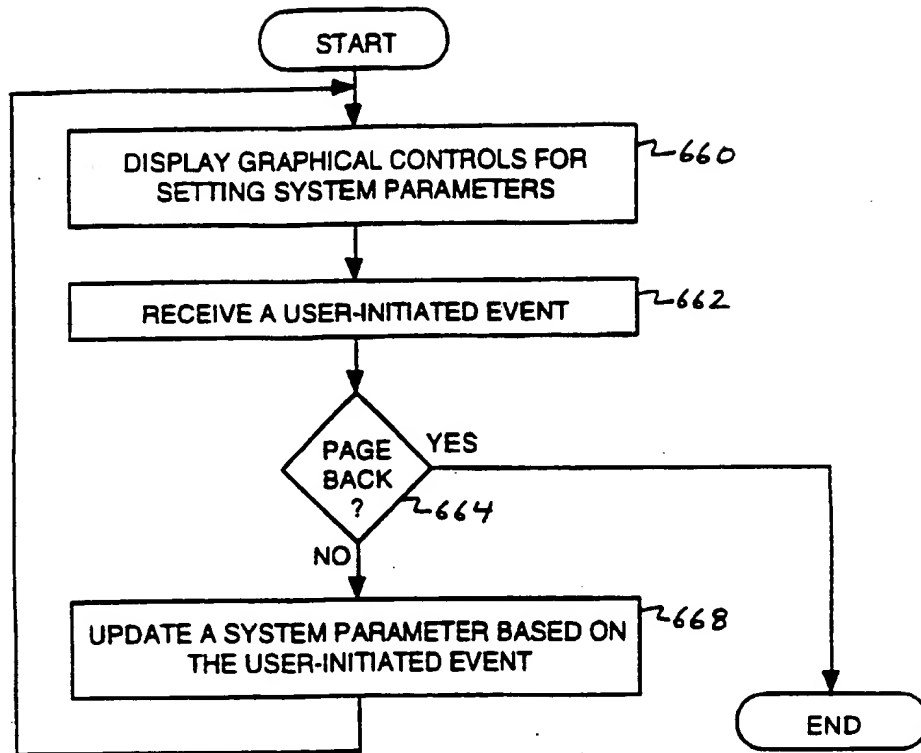 START
DISPLAY GRAPHICAL CONTROLS FOR
SETTING SYSTEM PARAMETERS
660
RECEIVE A USER-INITIATED EVENT
662
PAGE
BACK
?
YES
664
NO
UPDATE A SYSTEM PARAMETER BASED ON
THE USER-INITIATED EVENT
668
END